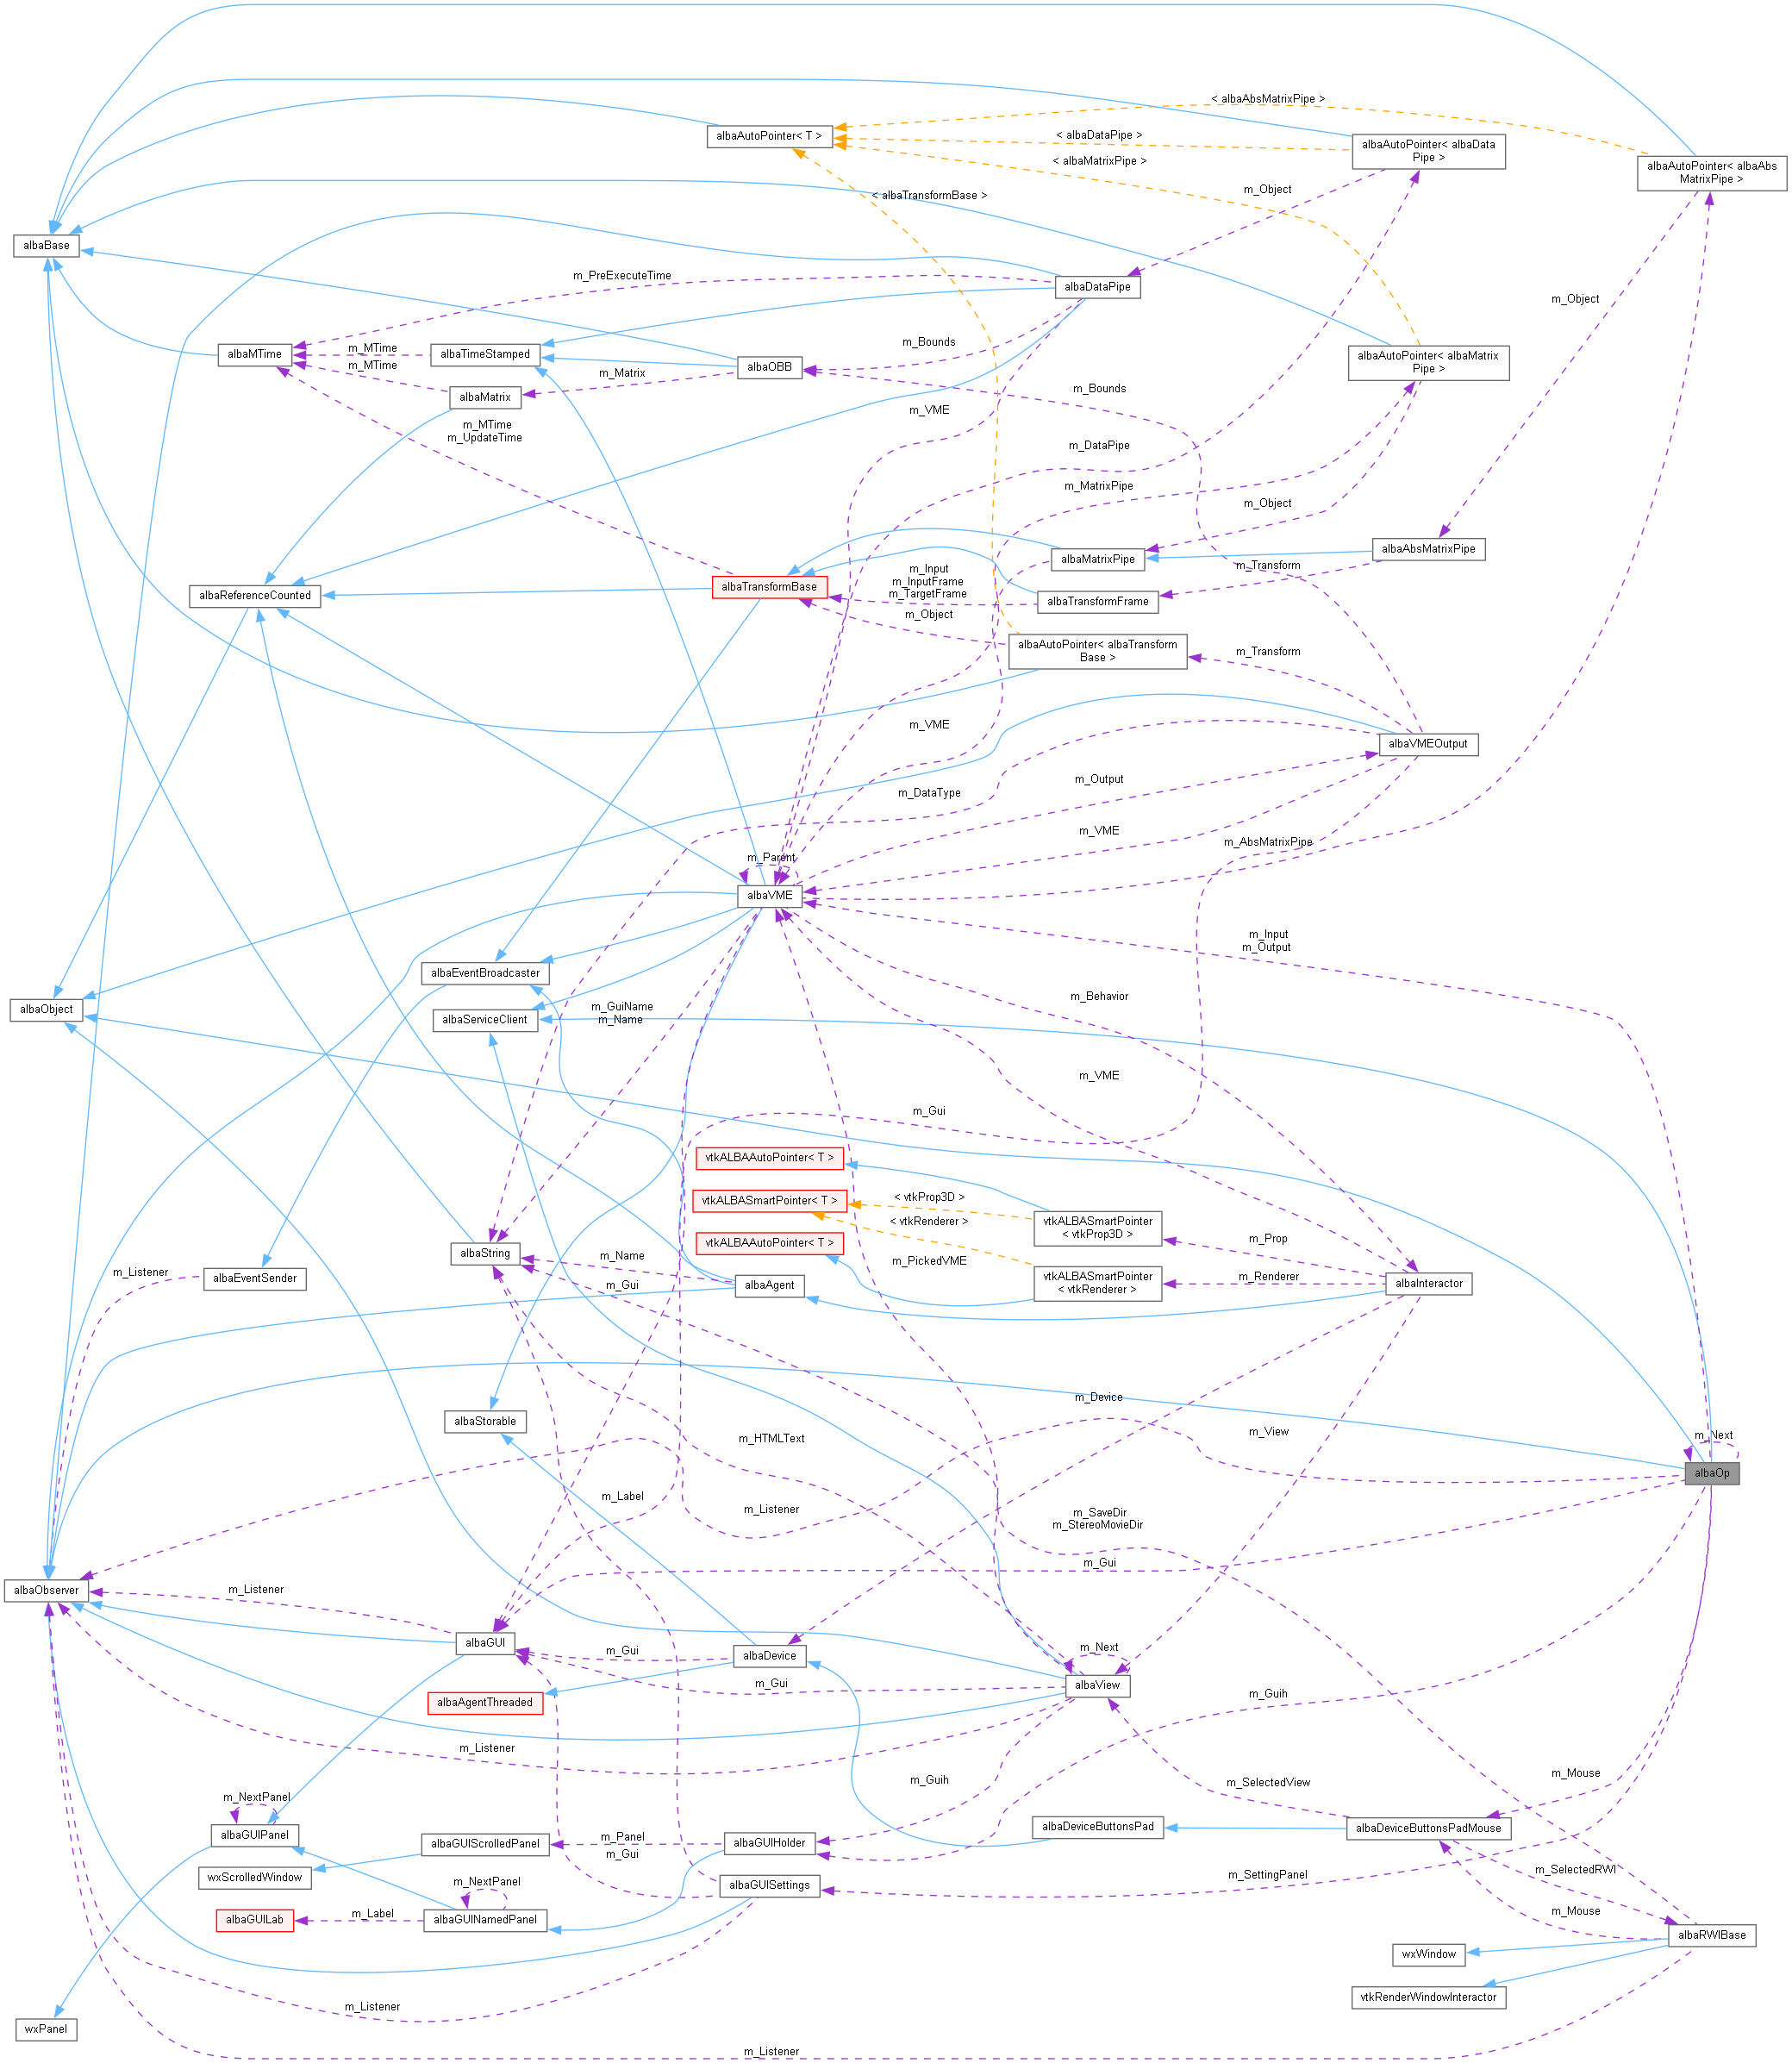 < albaAbsMatrixPipe >
albaAutoPointer< T >
< albaDataPipe >
albaAutoPointer< albaData
Pipe >
< albaMatrixPipe >
albaAutoPointer< albaAbs
MatrixPipe >
m_Object
< albaTransformBase >
albaBase
m_PreExecuteTime
albaDataPipe
m_Object
albaMTime
m_MTime
albaTimeStamped
m_MTime
m_Bounds
albaOBB
albaAutoPointer< albaMatrix
Pipe >
m_Matrix
albaMatrix
m_Bounds
m_VME
m_MTime
m_UpdateTime
m_DataPipe
m_MatrixPipe
m_Object
albaAbsMatrixPipe
albaMatrixPipe
m_Transform
m_Input
m_InputFrame
m_TargetFrame
albaTransformBase
albaReferenceCounted
albaTransformFrame
m_Object
albaAutoPointer< albaTransform
Base >
m_Transform
m_VME
albaVMEOutput
m_Output
m_DataType
m_VME
m_AbsMatrixPipe
m_Parent
albaVME
m_Input
m_Output
albaEventBroadcaster
m_Behavior
albaObject
m_GuiName
m_Name
albaServiceClient
m_VME
m_Gui
vtkALBAAutoPointer< T >
vtkALBASmartPointer< T >
< vtkProp3D >
vtkALBASmartPointer
< vtkProp3D >
< vtkRenderer >
vtkALBAAutoPointer< T >
m_Prop
albaString
m_Name
m_PickedVME
m_Listener
albaEventSender
m_Gui
albaAgent
vtkALBASmartPointer
< vtkRenderer >
m_Renderer
albaInteractor
m_Device
albaStorable
m_HTMLText
m_View
m_Next
albaOp
m_Label
m_Listener
m_SaveDir
m_StereoMovieDir
m_Gui
albaObserver
m_Listener
albaGUI
m_Gui
albaDevice
m_Next
albaView
m_Gui
albaAgentThreaded
m_Guih
m_Listener
m_Guih
m_SelectedView
m_Mouse
m_NextPanel
albaGUIPanel
albaGUIScrolledPanel
m_Panel
m_Gui
albaGUIHolder
albaDeviceButtonsPad
albaDeviceButtonsPadMouse
wxScrolledWindow
m_NextPanel
albaGUISettings
m_SettingPanel
m_SelectedRWI
albaGUILab
m_Label
albaGUINamedPanel
m_Mouse
albaRWIBase
wxWindow
vtkRenderWindowInteractor
m_Listener
wxPanel
m_Listener